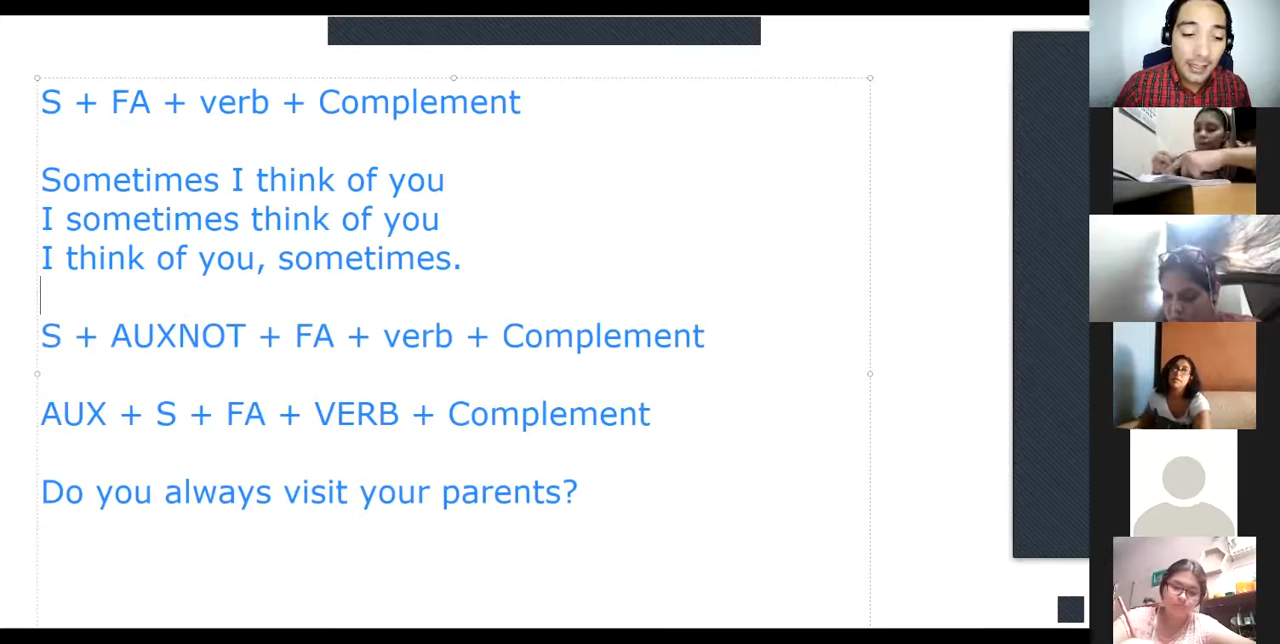 S + FA + verb + Complement
Sometimes I think of you
I sometimes think of you
I think of you, sometimes.
S + AUXNOT + FA + verb + Complement
AUX + S + FA + VERB + Complement
Do you always visit your parents?